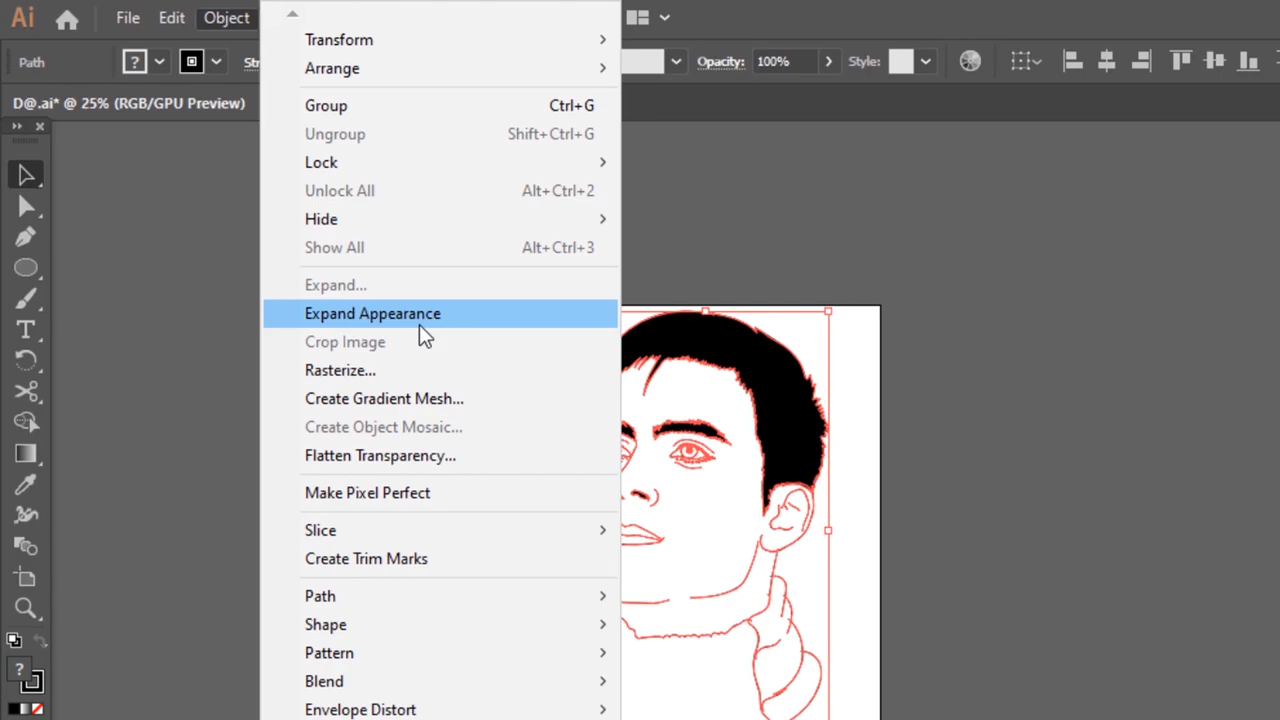 Ai File Edit Object
Path ? Str Opacity: 100% Style:
D@.ai* @ 25% (RGB/GPU Preview)
Transform
Arrange
Group Ctrl+G
Ungroup Shift+Ctrl+G
Lock
Unlock All Alt+Ctrl+2
Hide
Show All Alt+Ctrl+3
Expand...
Expand Appearance
Crop Image
Rasterize...
Create Gradient Mesh...
Create Object Mosaic...
Flatten Transparency...
Make Pixel Perfect
Slice
Create Trim Marks
Path
Shape
Pattern
Blend
Envelope Distort
?